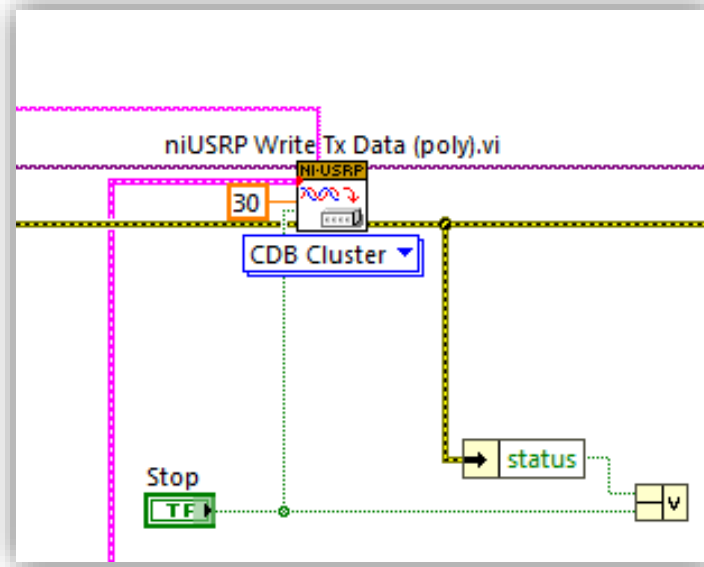 niUSRP Write Tx Data (poly).vi
NI-USRP
30
CDB Cluster
status
Stop
TF
v